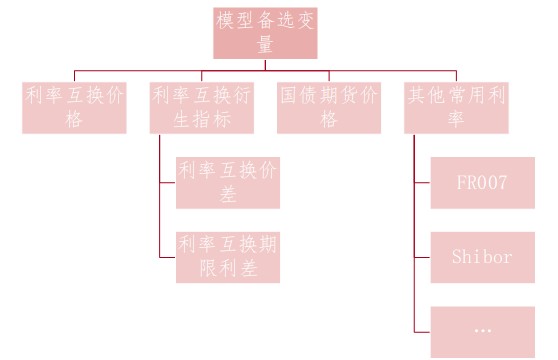 模型备选变
量
利率互换价
格
利率互换衍
生指标
国债期货价
格
其他常用利
率
利率互换价
差
FR007
利率互换期
限利差
Shibor
…